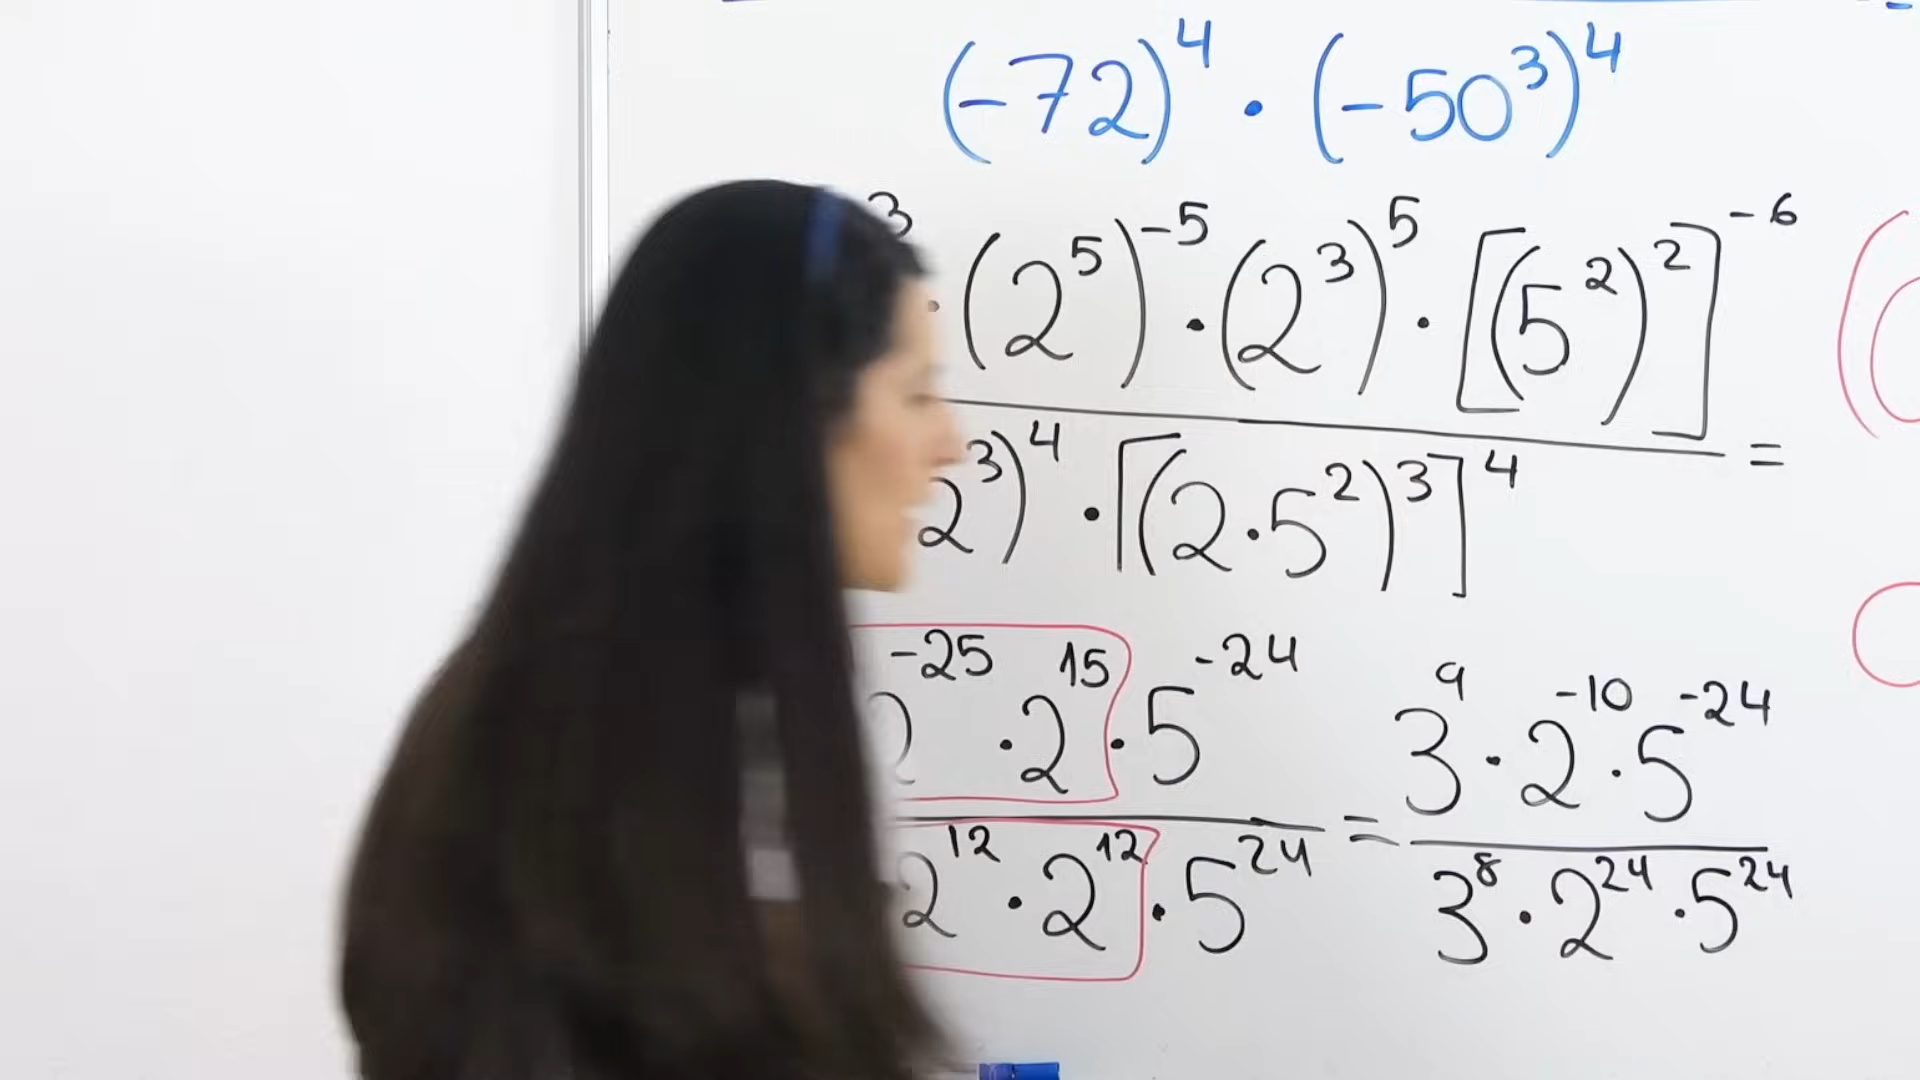 (-72)⁴ · (-50³)⁴
³ · (2⁵)⁻⁵ · (2³)⁵ · [(5²)²]⁻⁶
2³)⁴ · [(2·5²)³]⁴ =
2⁻²⁵ · 2¹⁵ · 5⁻²⁴
2¹² · 2¹² · 5²⁴
= 3⁹ · 2⁻¹⁰ · 5⁻²⁴
3⁸ · 2²⁴ · 5²⁴